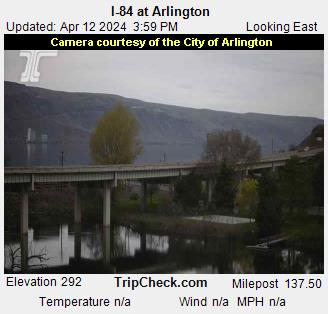 I-84 at Arlington
Updated: Apr 12 2024 3:59 PM Looking East
Camera courtesy of the City of Arlington
Elevation 292 TripCheck.com Milepost 137.50
Temperature n/a Wind n/a MPH n/a